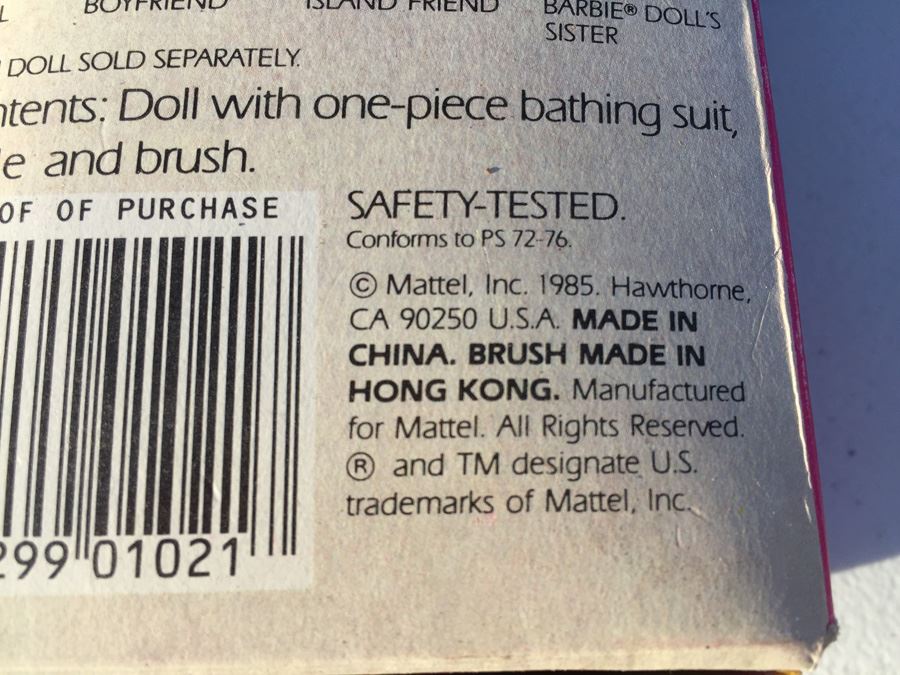 L BOYFRIEND ISLAND FRIEND BARBIE® DOLL'S
SISTER
DOLL SOLD SEPARATELY.
ntents: Doll with one-piece bathing suit,
e and brush.
OF OF PURCHASE
299 01021
SAFETY-TESTED.
Conforms to PS 72-76.
© Mattel, Inc. 1985. Hawthorne,
CA 90250 U.S.A. MADE IN
CHINA. BRUSH MADE IN
HONG KONG. Manufactured
for Mattel. All Rights Reserved.
® and TM designate U.S.
trademarks of Mattel, Inc.